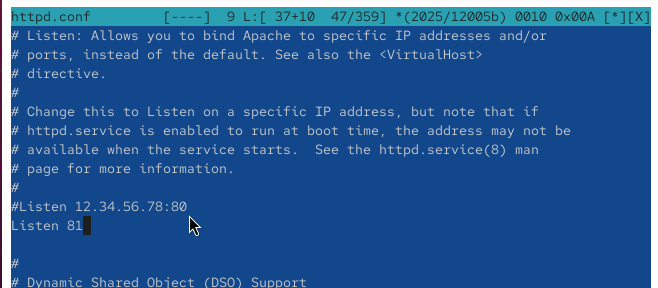 httpd.conf [----] 9 L:[ 37+10 47/359] *(2025/12005b) 0010 0x00A [*][X]
# Listen: Allows you to bind Apache to specific IP addresses and/or
# ports, instead of the default. See also the <VirtualHost>
# directive.
#
# Change this to Listen on a specific IP address, but note that if
# httpd.service is enabled to run at boot time, the address may not be
# available when the service starts.  See the httpd.service(8) man
# page for more information.
#
#Listen 12.34.56.78:80
Listen 81
#
# Dynamic Shared Object (DSO) Support